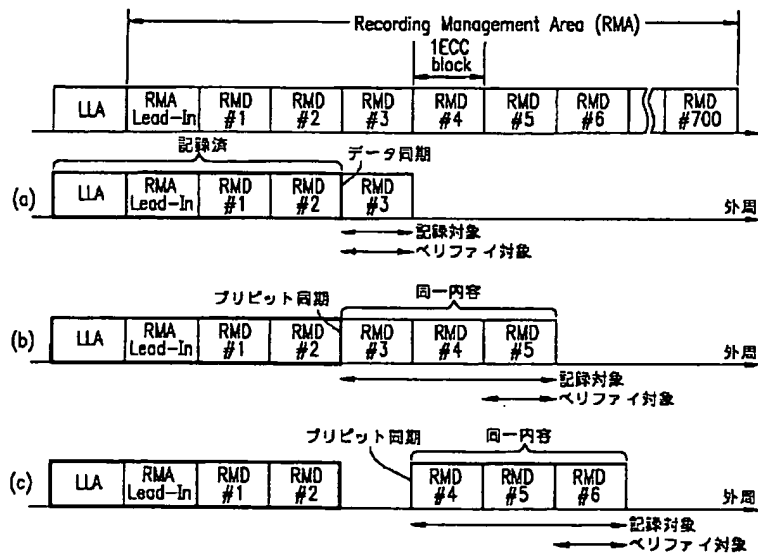 Recording Management Area (RMA)
1ECC
block
LLA
RMA
Lead-In
RMD
#1
RMD
#2
RMD
#3
RMD
#4
RMD
#5
RMD
#6
RMD
#700
記録済
データ同期
(a)
LLA
RMA
Lead-In
RMD
#1
RMD
#2
RMD
#3
外周
記録対象
ベリファイ対象
プリピット同期
同一内容
(b)
LLA
RMA
Lead-In
RMD
#1
RMD
#2
RMD
#3
RMD
#4
RMD
#5
外周
記録対象
ベリファイ対象
プリピット同期
同一内容
(c)
LLA
RMA
Lead-In
RMD
#1
RMD
#2
RMD
#4
RMD
#5
RMD
#6
外周
記録対象
ベリファイ対象